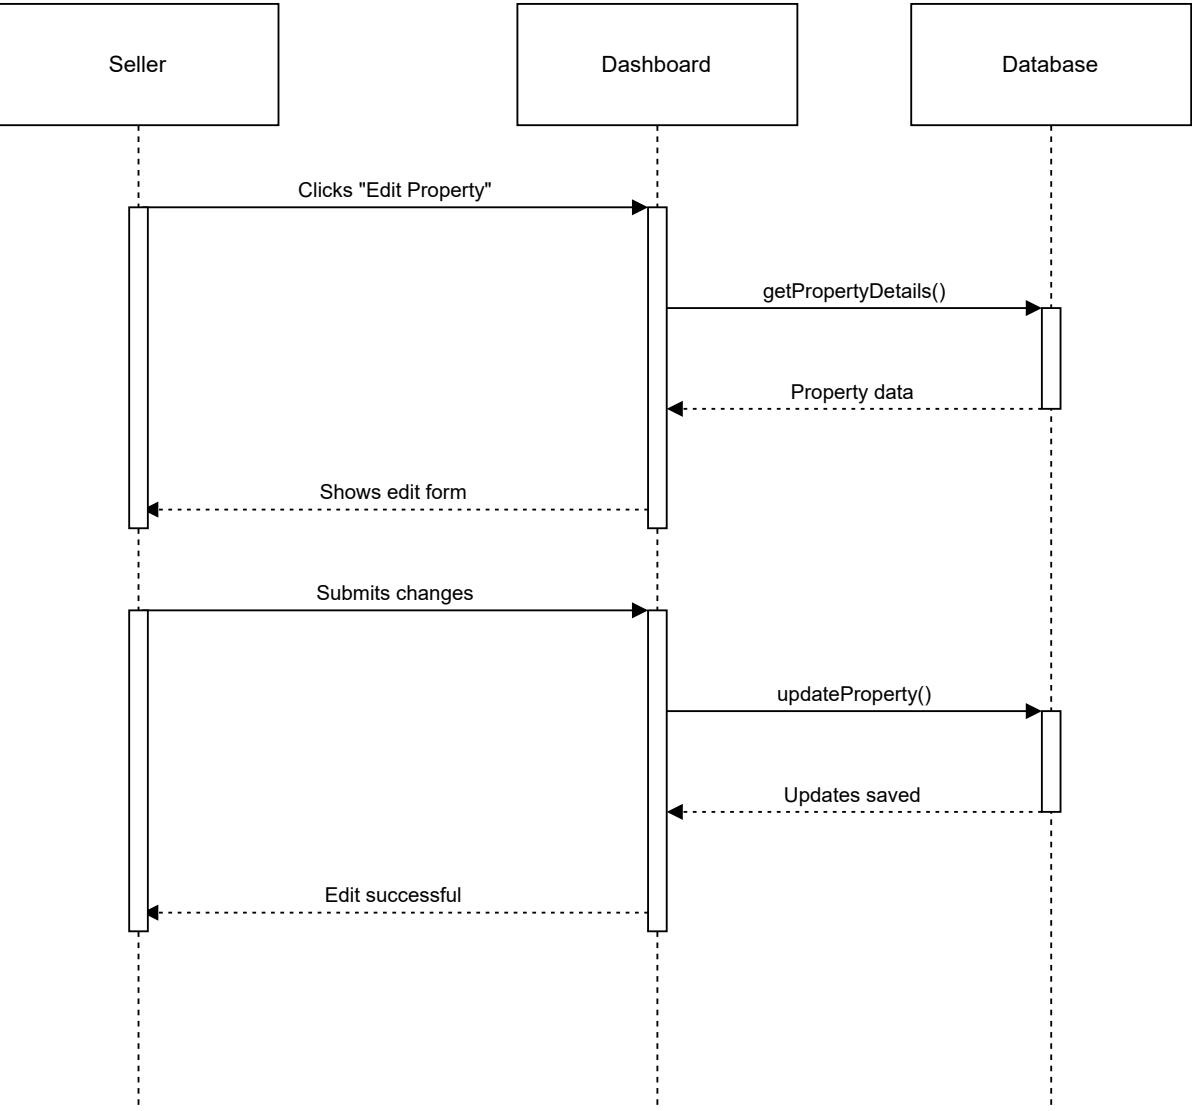 Seller
Dashboard
Database
Clicks "Edit Property"
getPropertyDetails()
Property data
Shows edit form
Submits changes
updateProperty()
Updates saved
Edit successful